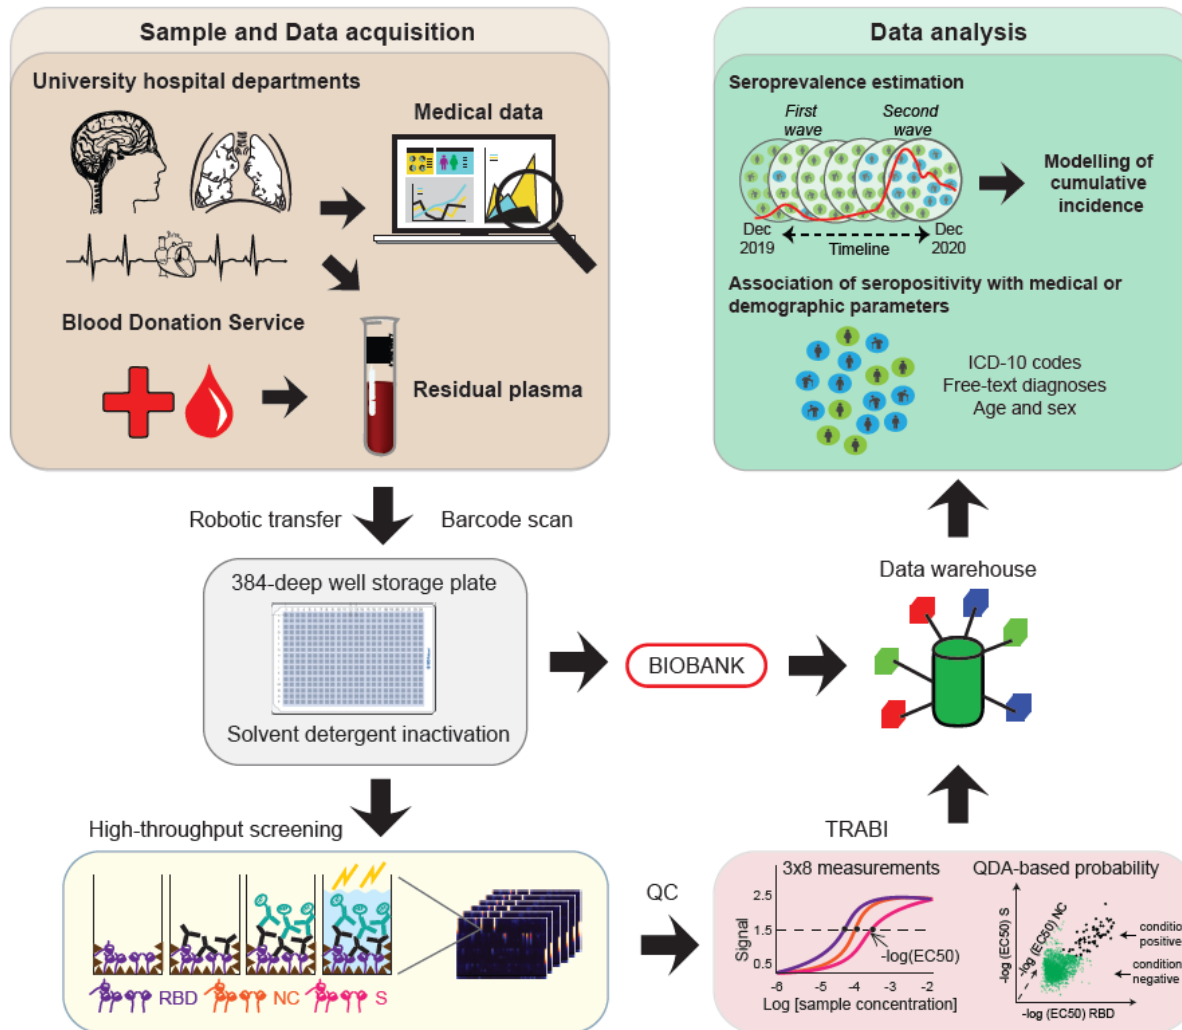 Sample and Data acquisition
University hospital departments
Medical data
Blood Donation Service
Residual plasma
Robotic transfer
Barcode scan
384-deep well storage plate
Solvent detergent inactivation
BIOBANK
High-throughput screening
RBD
NC
S
QC
TRABI
3x8 measurements
Signal
2.5
1.5
0.5
-log(EC50)
-6
-5
-4
-3
-2
Log [sample concentration]
QDA-based probability
-log (EC50) S
-log (EC50) NC
-log (EC50) RBD
conditio
positive
conditio
negative
Data warehouse
Data analysis
Seroprevalence estimation
First
wave
Second
wave
Dec
2019
Timeline
Dec
2020
Modelling of
cumulative
incidence
Association of seropositivity with medical or
demographic parameters
ICD-10 codes
Free-text diagnoses
Age and sex